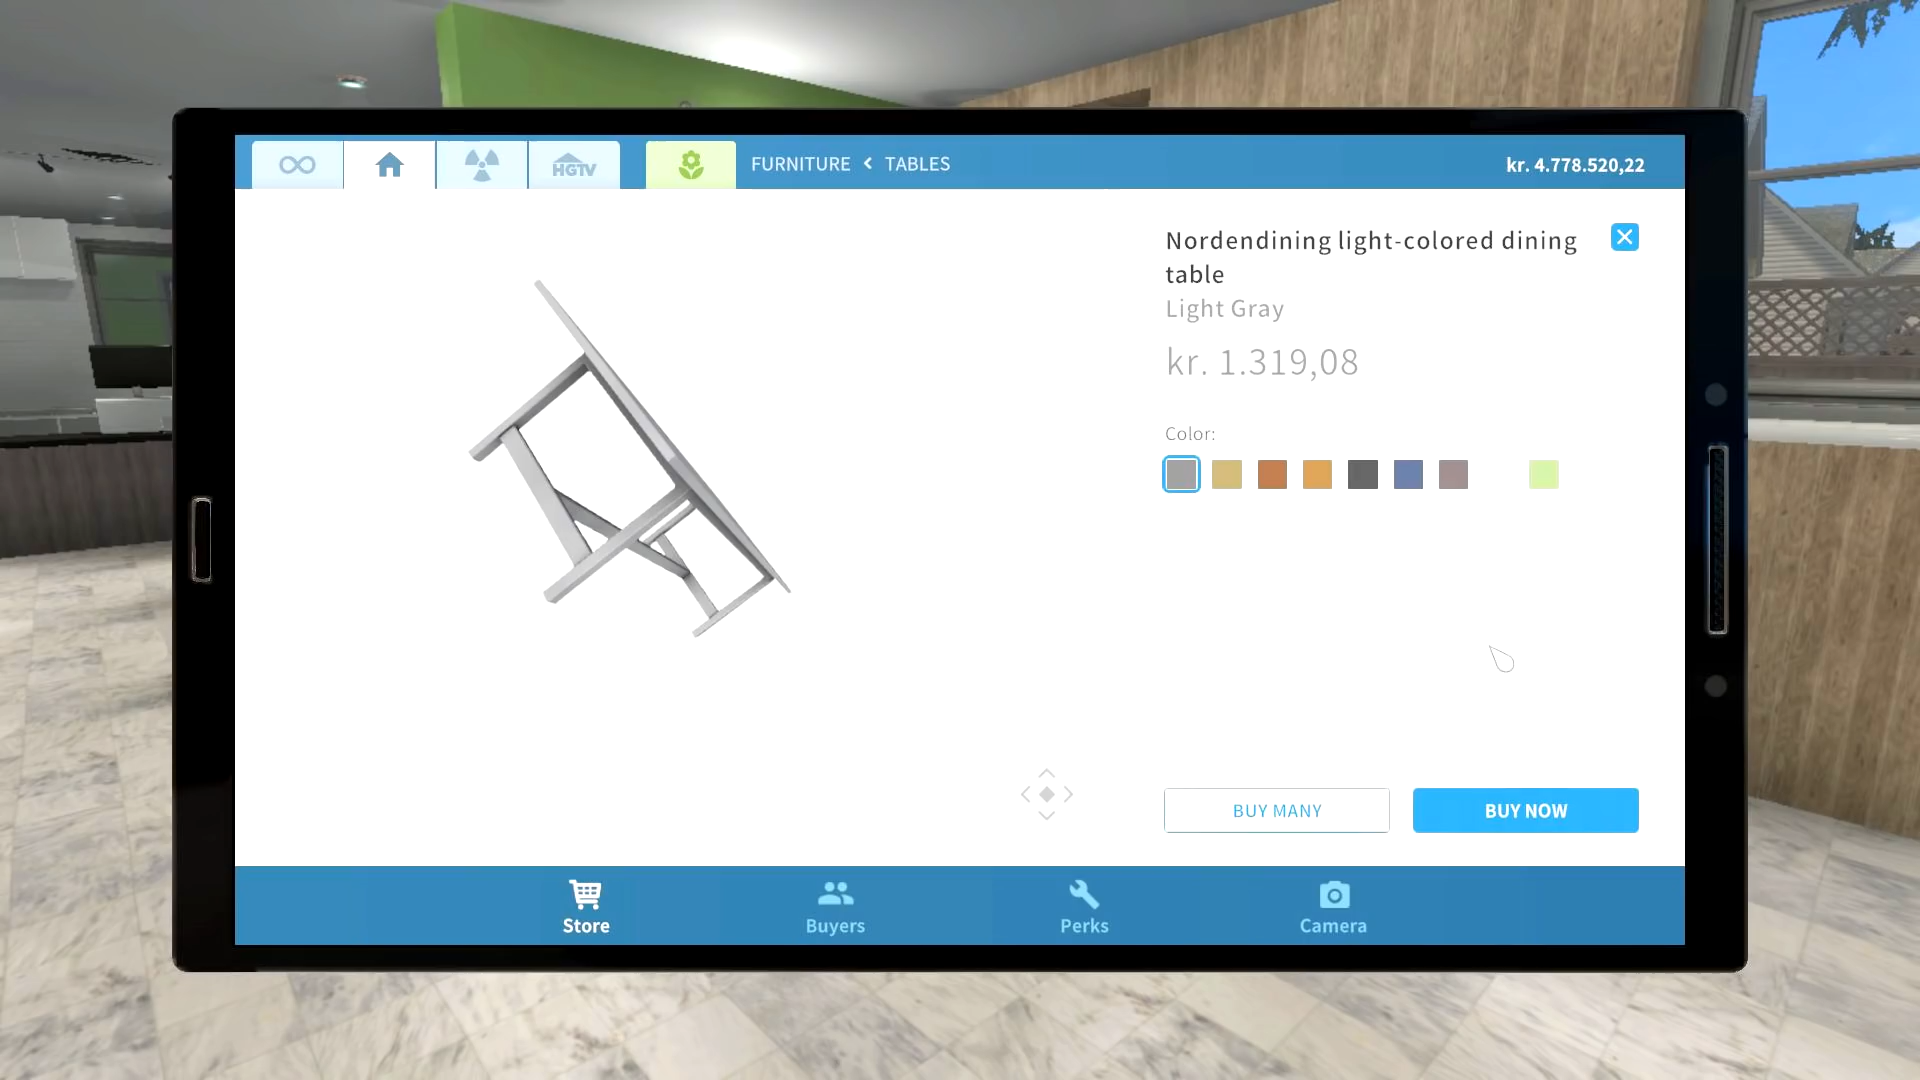 HGTV
FURNITURE < TABLES
kr. 4.778.520,22
Nordendining light-colored dining
table
Light Gray
kr. 1.319,08
Color:
BUY MANY
BUY NOW
Store
Buyers
Perks
Camera